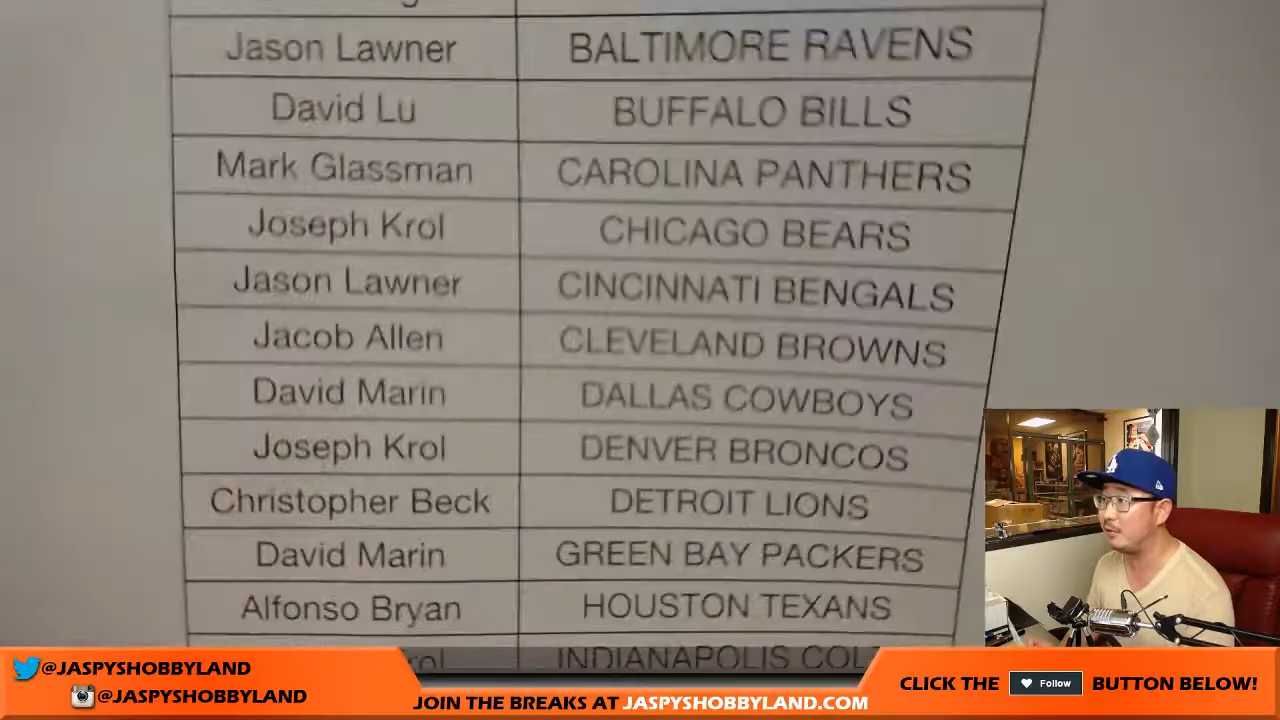 Jason Lawner BALTIMORE RAVENS
David Lu BUFFALO BILLS
Mark Glassman CAROLINA PANTHERS
Joseph Krol CHICAGO BEARS
Jason Lawner CINCINNATI BENGALS
Jacob Allen CLEVELAND BROWNS
David Marin DALLAS COWBOYS
Joseph Krol DENVER BRONCOS
Christopher Beck DETROIT LIONS
David Marin GREEN BAY PACKERS
Alfonso Bryan HOUSTON TEXANS
INDIANAPOLIS
@JASPYSHOBBYLAND
@JASPYSHOBBYLAND
JOIN THE BREAKS AT JASPYSHOBBYLAND.COM
CLICK THE Follow BUTTON BELOW!